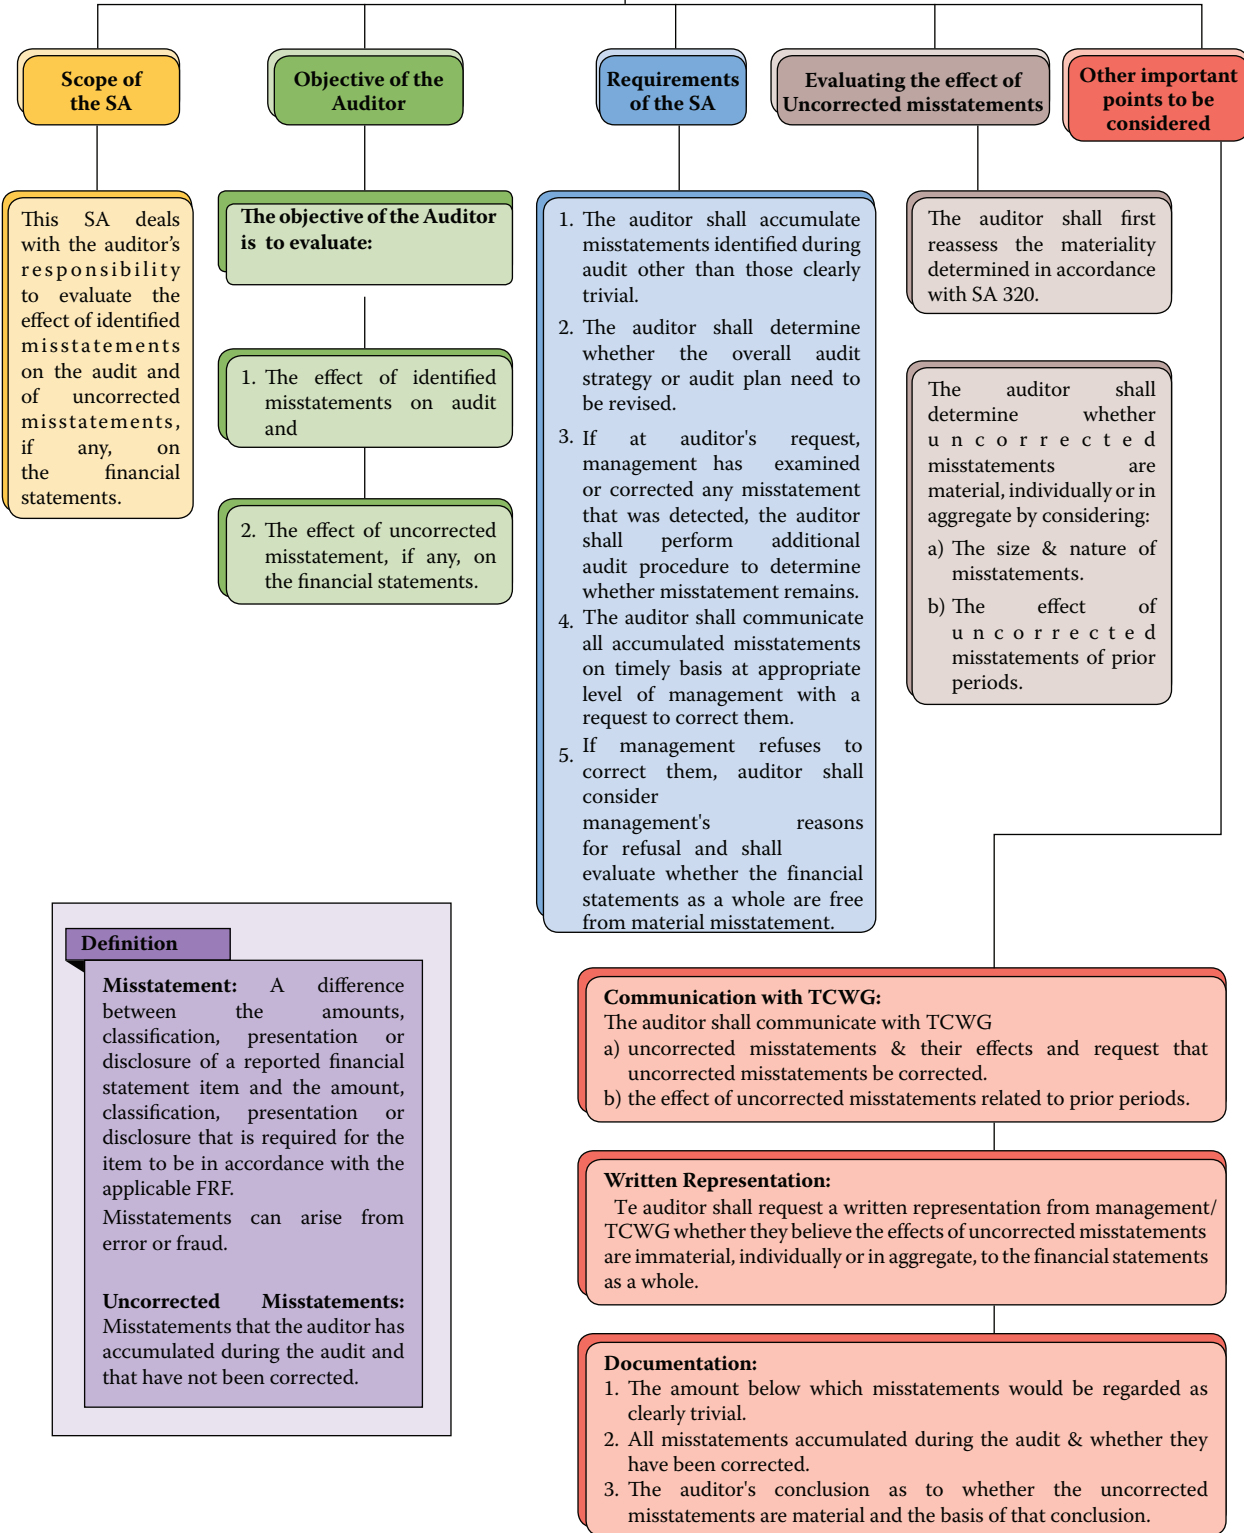 Scope of
the SA
Objective of the
Auditor
Requirements
of the SA
Evaluating the effect of
Uncorrected misstatements
Other important
points to be
considered
This SA deals
with the auditor's
responsibility
to evaluate the
effect of identified
misstatements
on the audit and
of uncorrected
misstatements,
if any, on
the financial
statements.
The objective of the Auditor
is to evaluate:
1. The effect of identified
misstatements on audit
and
2. The effect of uncorrected
misstatement, if any, on
the financial statements.
1. The auditor shall accumulate
misstatements identified during
audit other than those clearly
trivial.
2. The auditor shall determine
whether the overall audit
strategy or audit plan need to
be revised.
3. If at auditor's request,
management has examined
or corrected any misstatement
that was detected, the auditor
shall perform additional
audit procedure to determine
whether misstatement remains.
4. The auditor shall communicate
all accumulated misstatements
on timely basis at appropriate
level of management with a
request to correct them.
5. If management refuses to
correct them, auditor shall
consider
management's reasons
for refusal and shall
evaluate whether the financial
statements as a whole are free
from material misstatement.
The auditor shall first
reassess the materiality
determined in accordance
with SA 320.
The auditor shall
determine whether
uncorrected
misstatements are
material, individually or in
aggregate by considering:
a) The size & nature of
misstatements.
b) The effect of
uncorrected
misstatements of prior
periods.
Definition
Misstatement: A difference
between the amounts,
classification, presentation or
disclosure of a reported financial
statement item and the amount,
classification, presentation or
disclosure that is required for the
item to be in accordance with the
applicable FRF.
Misstatements can arise from
error or fraud.
Uncorrected Misstatements:
Misstatements that the auditor has
accumulated during the audit and
that have not been corrected.
Communication with TCWG:
The auditor shall communicate with TCWG
a) uncorrected misstatements & their effects and request that
uncorrected misstatements be corrected.
b) the effect of uncorrected misstatements related to prior periods.
Written Representation:
Te auditor shall request a written representation from management/
TCWG whether they believe the effects of uncorrected misstatements
are immaterial, individually or in aggregate, to the financial statements
as a whole.
Documentation:
1. The amount below which misstatements would be regarded as
clearly trivial.
2. All misstatements accumulated during the audit & whether they
have been corrected.
3. The auditor's conclusion as to whether the uncorrected
misstatements are material and the basis of that conclusion.